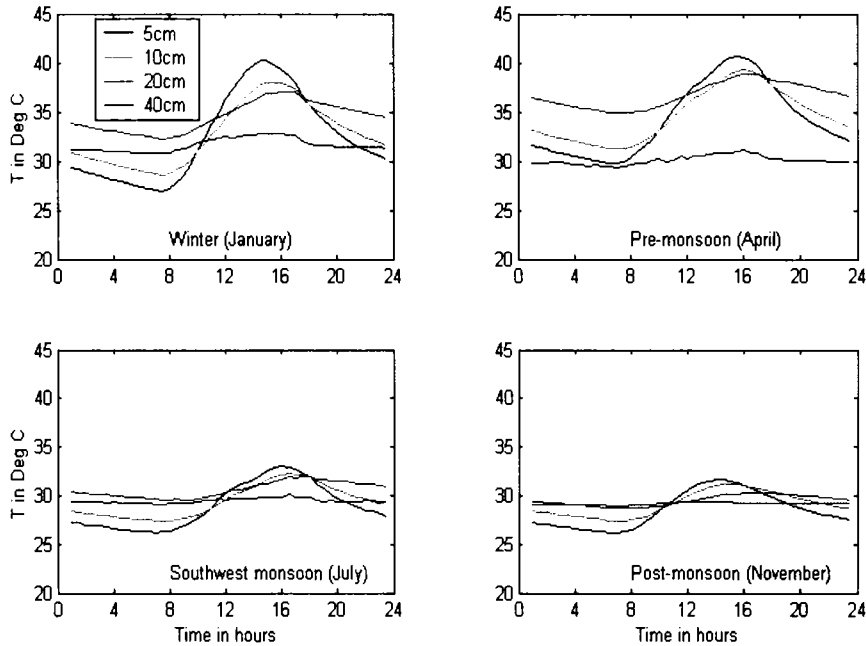 45
40
35
30
25
20
T in Deg C
5cm
10cm
20cm
40cm
Winter (January)
0 4 8 12 16 20 24
45
40
35
30
25
20
Pre-monsoon (April)
0 4 8 12 16 20 24
45
40
35
30
25
20
T in Deg C
Southwest monsoon (July)
0 4 8 12 16 20 24
Time in hours
45
40
35
30
25
20
Post-monsoon (November)
0 4 8 12 16 20 24
Time in hours